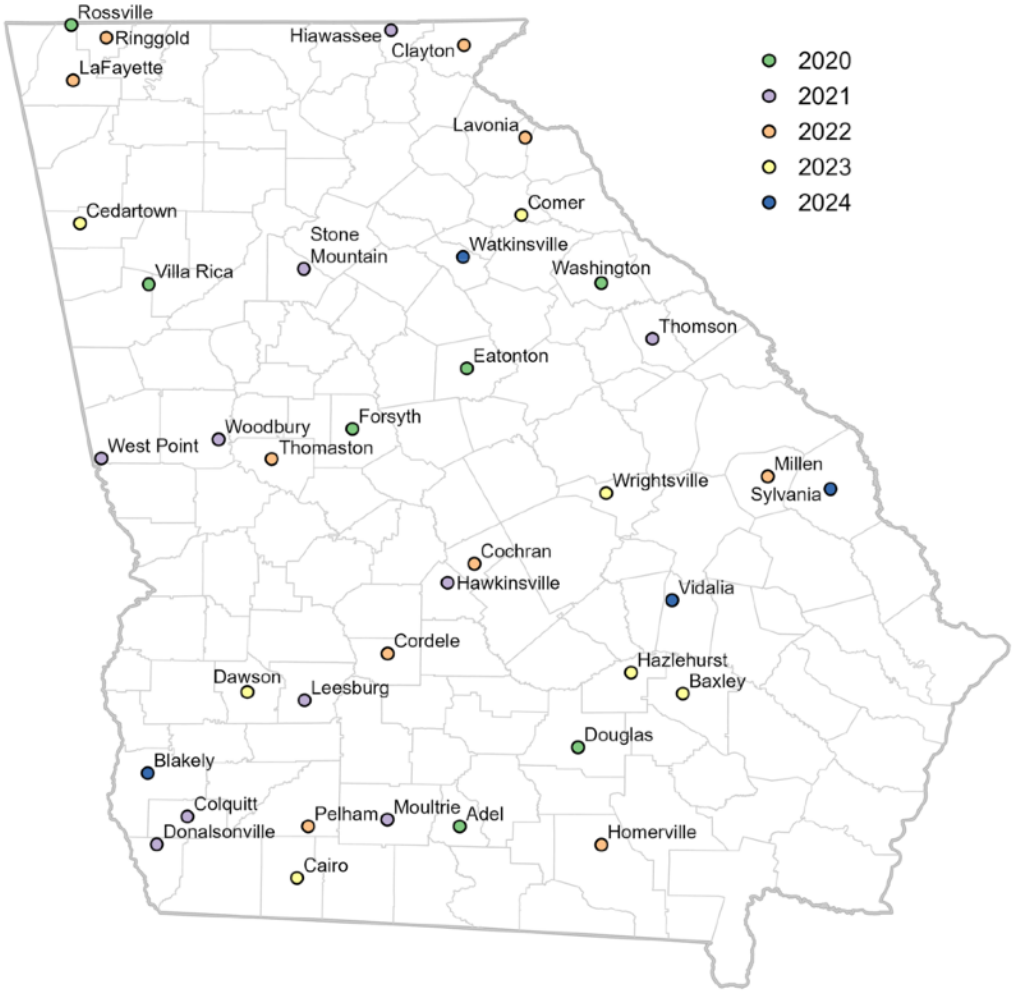 Rossville
Ringgold
Hiawassee
Clayton
LaFayette
2020
2021
2022
2023
2024
Lavonia
Cedartown
Comer
Stone
Mountain
Watkinsville
Villa Rica
Washington
Thomson
Eatonton
Forsyth
Woodbury
West Point
Thomaston
Wrightsville
Millen
Sylvania
Cochran
Hawkinsville
Vidalia
Cordele
Hazlehurst
Dawson
Leesburg
Baxley
Douglas
Blakely
Colquitt
Pelham
Moultrie
Adel
Donalsonville
Homerville
Cairo